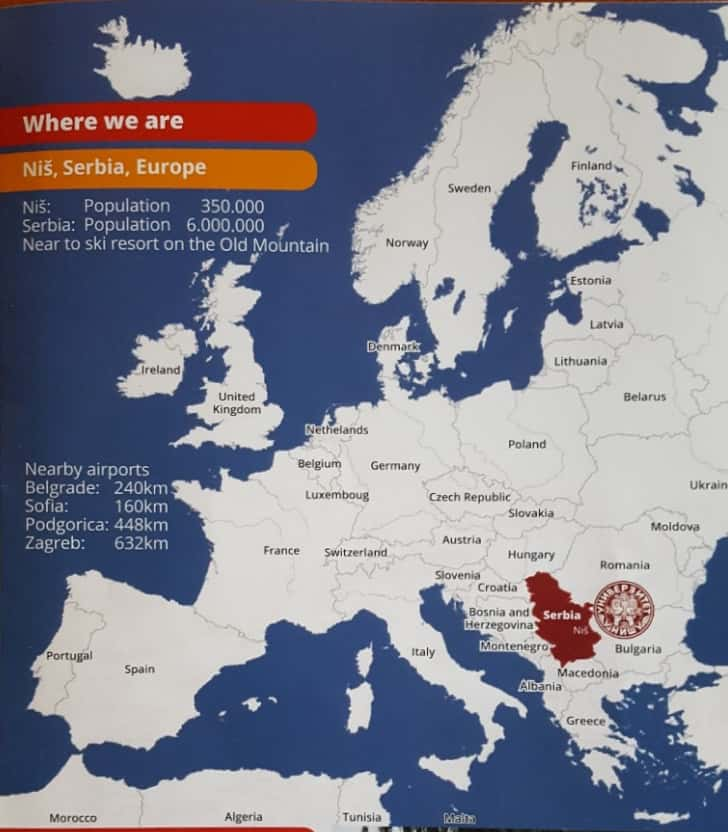 Where we are
Niš, Serbia, Europe
Niš: Population 350.000
Serbia: Population 6.000.000
Near to ski resort on the Old Mountain
Finland
Sweden
Norway
Estonia
Latvia
Denmark
Lithuania
Ireland
United
Kingdom
Belarus
Nethelands
Poland
Belgium
Germany
Nearby airports
Belgrade: 240km
Sofia: 160km
Podgorica: 448km
Zagreb: 632km
Ukrain
Luxemboug
Czech Republic
Slovakia
Moldova
Austria
France
Switzerland
Hungary
Romania
Slovenia
Croatia
Bosnia and
Herzegovina
Serbia
Niš
УНИВЕРЗИТЕТ
У НИШУ
Montenegro
Bulgaria
Portugal
Spain
Italy
Macedonia
Albania
Greece
Morocco
Algeria
Tunisia
Malta